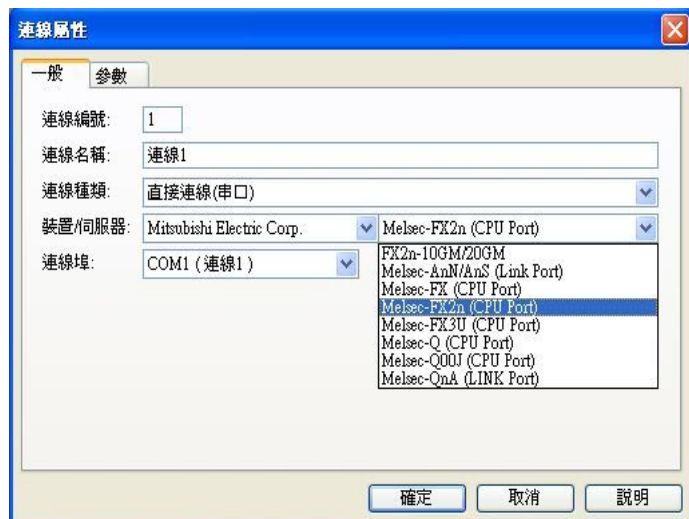 連線屬性
一般 參數
連線編號: 1
連線名稱: 連線1
連線種類: 直接連線(串口)
裝置/伺服器: Mitsubishi Electric Corp. Melsec-FX2n (CPU Port)
連線埠: COM1 ( 連線1 )
FX2n-10GM/20GM
Melsec-AnN/AnS (Link Port)
Melsec-FX (CPU Port)
Melsec-FX2n (CPU Port)
Melsec-FX3U (CPU Port)
Melsec-Q (CPU Port)
Melsec-Q00J (CPU Port)
Melsec-QnA (LINK Port)
確定 取消 說明